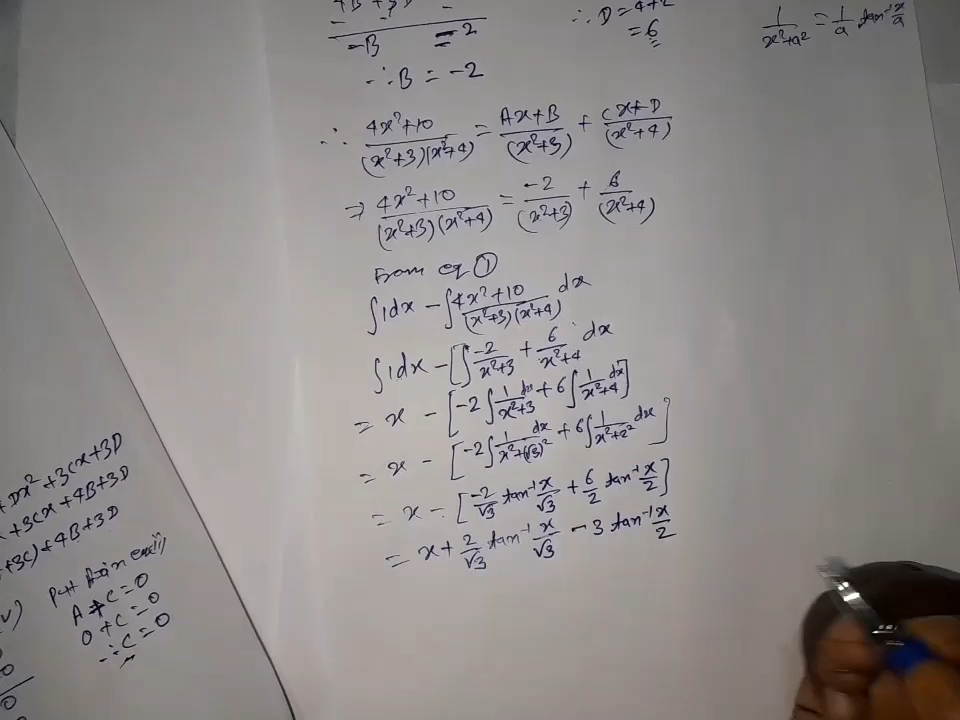 -B = 2
∴ B = -2
∴ D = 4+2
= 6
1/(x²+a²) = 1/a tan⁻¹ x/a
∴ (4x²+10)/((x²+3)(x²+4)) = (Ax+B)/(x²+3) + (Cx+D)/(x²+4)
⇒ (4x²+10)/((x²+3)(x²+4)) = -2/(x²+3) + 6/(x²+4)
From eq ①
∫1dx - ∫(4x²+10)/((x²+3)(x²+4)) dx
∫1dx - [∫-2/(x²+3) + 6/(x²+4) dx
= x - [-2∫1/(x²+3) dx + 6∫1/(x²+4) dx]
= x - [-2∫1/(x²+(√3)²) dx + 6∫1/(x²+2²) dx]
= x - [-2/√3 tan⁻¹ x/√3 + 6/2 tan⁻¹ x/2]
= x + 2/√3 tan⁻¹ x/√3 - 3 tan⁻¹ x/2
+ Dx² + 3Cx + 3D
+ 3Cx + 4B + 3D
+3C) + 4B + 3D
Put A in
A + C = 0
0 + C = 0
∴ C = 0